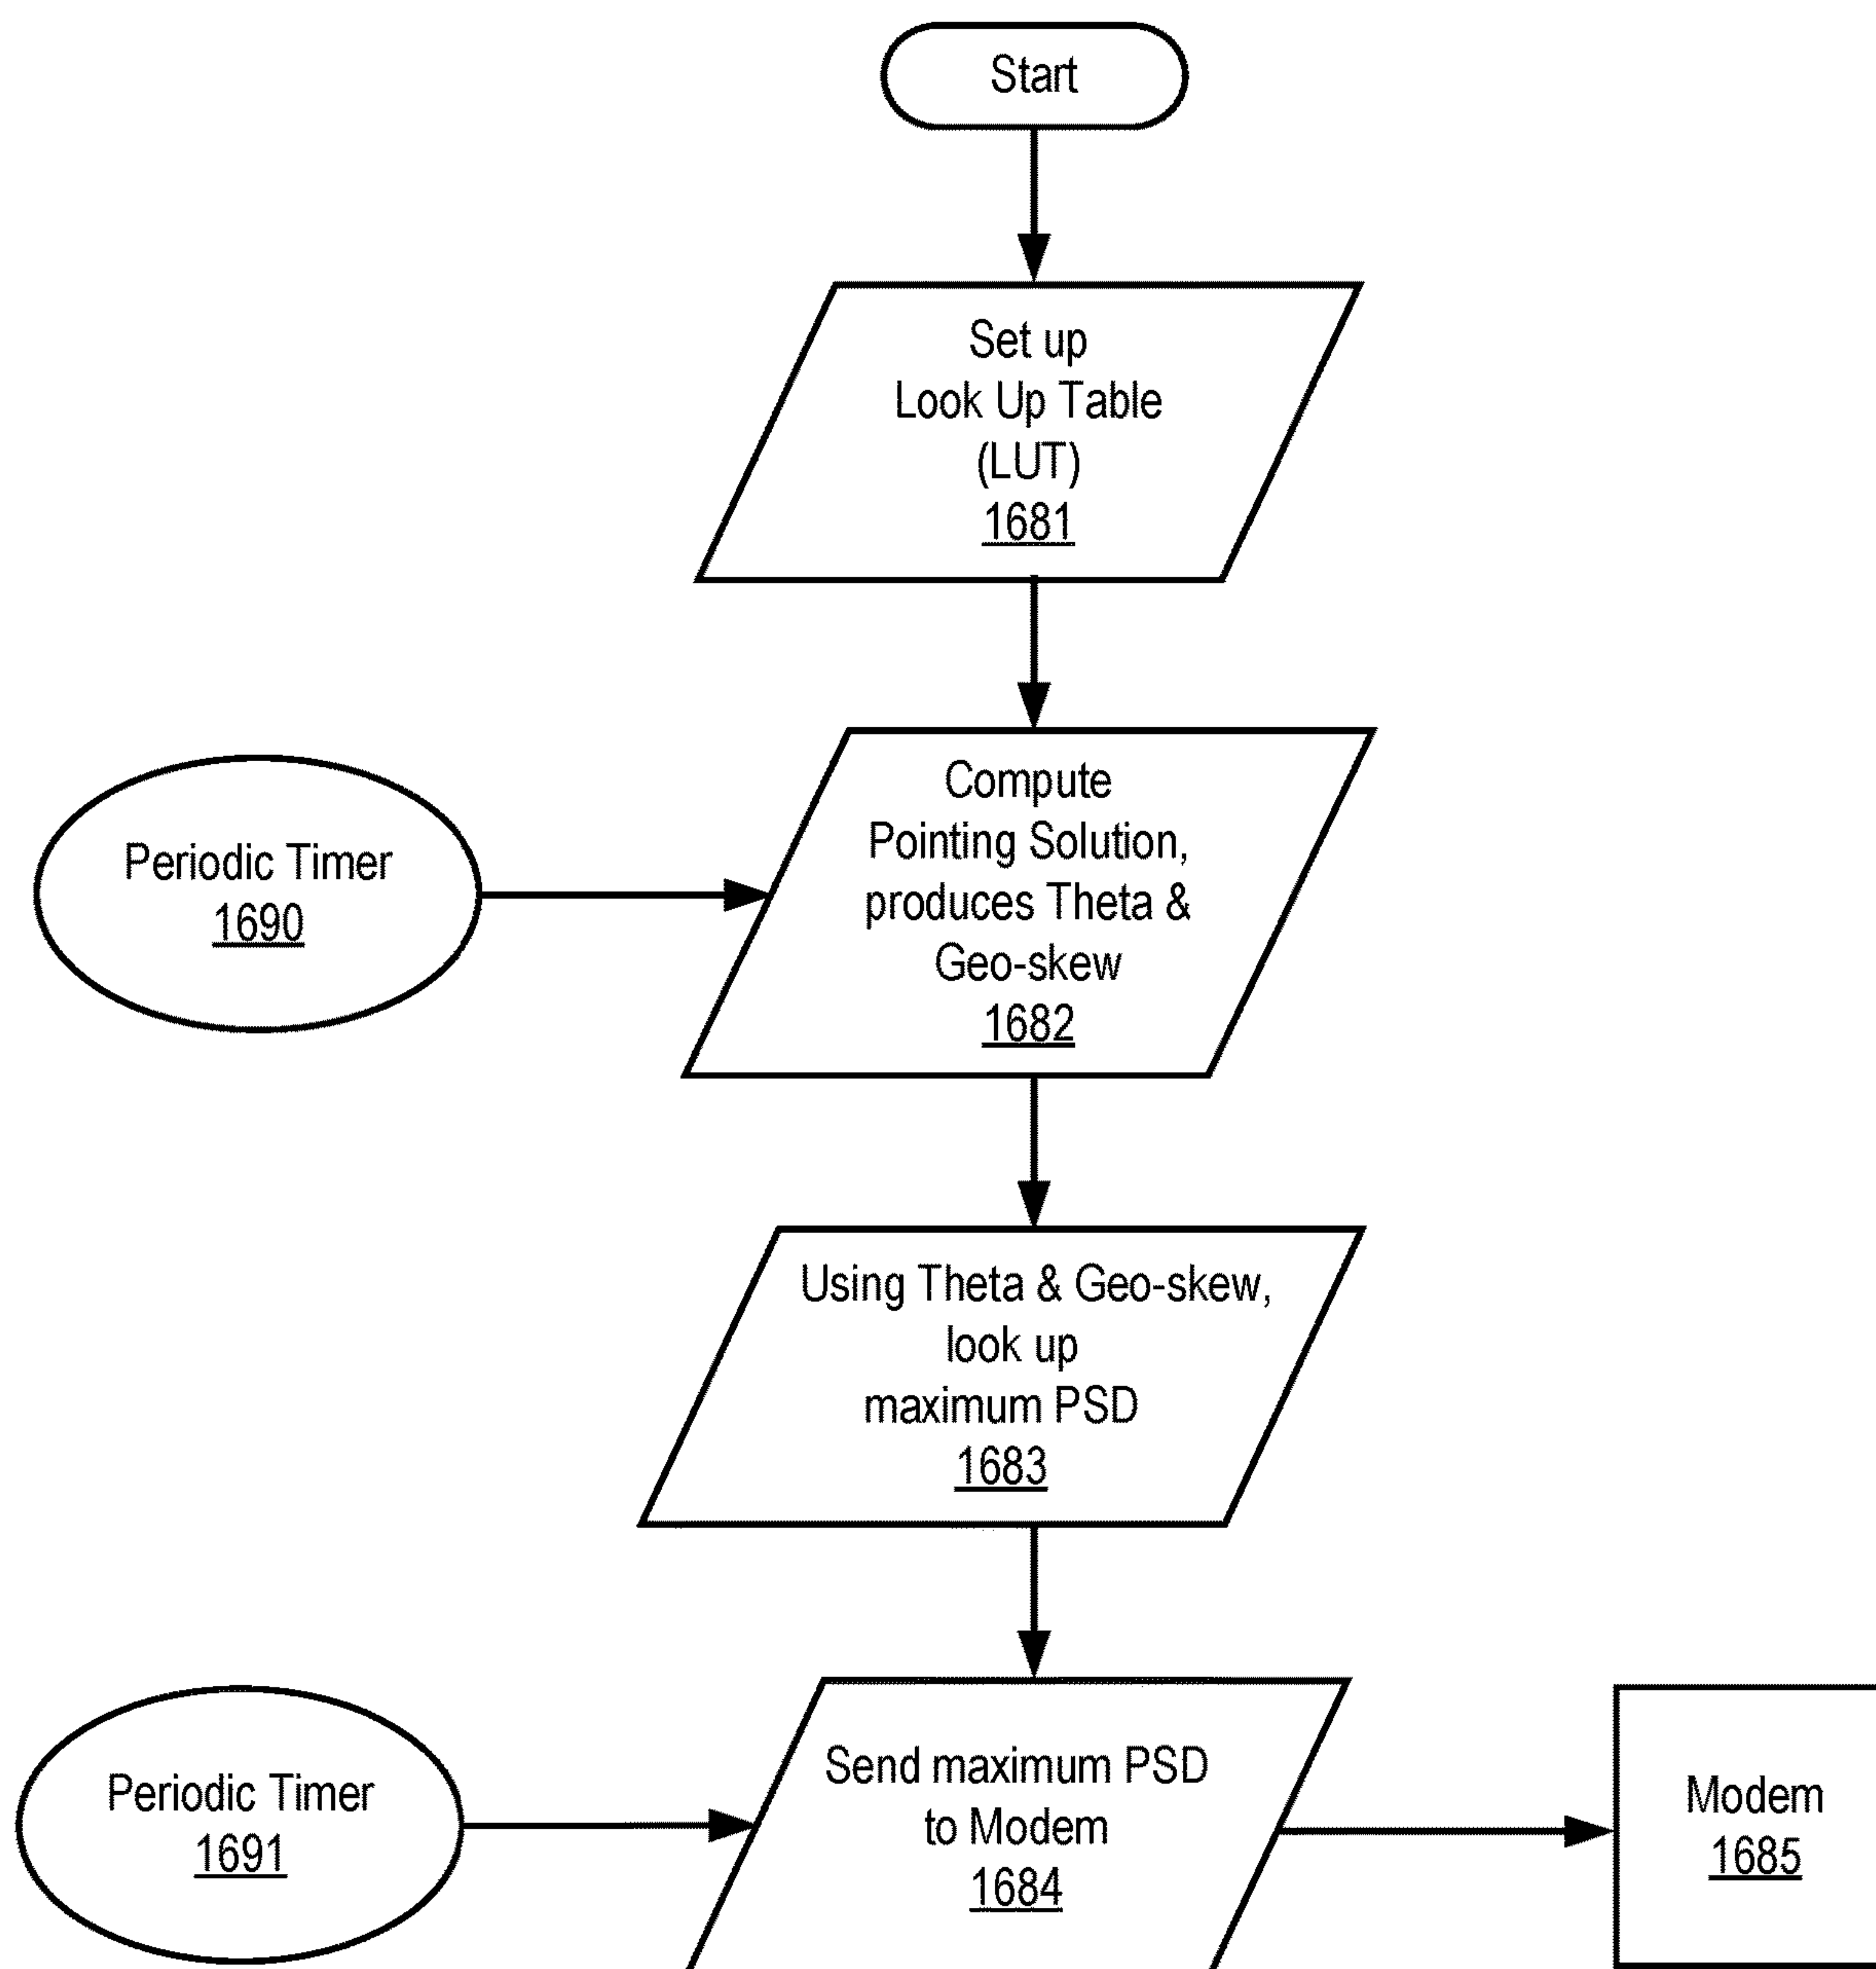 Start
Set up
Look Up Table
(LUT)
1681
Compute
Pointing Solution,
produces Theta &
Geo-skew
1682
Periodic Timer
1690
Using Theta & Geo-skew,
look up
maximum PSD
1683
Periodic Timer
1691
Send maximum PSD
to Modem
1684
Modem
1685